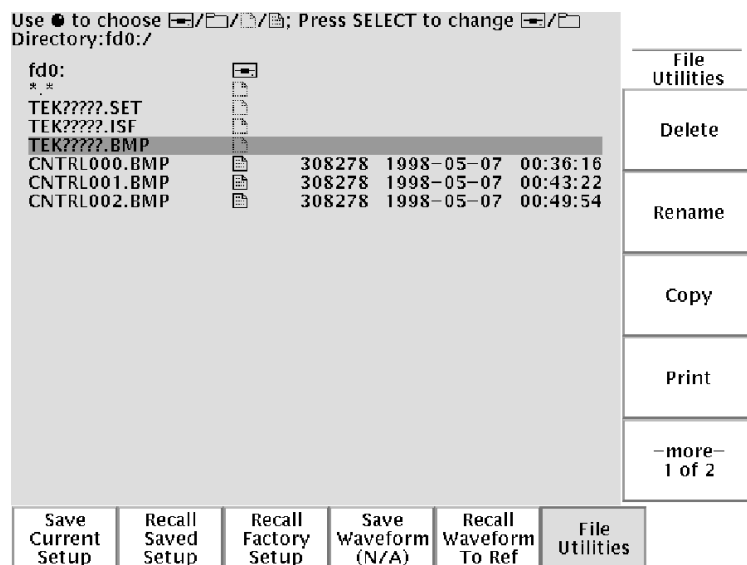 Use ● to choose / / / ; Press SELECT to change /
Directory:fd0:/
fd0:
*.*
TEK?????.SET
TEK?????.ISF
TEK?????.BMP
CNTRL000.BMP 308278 1998-05-07 00:36:16
CNTRL001.BMP 308278 1998-05-07 00:43:22
CNTRL002.BMP 308278 1998-05-07 00:49:54
File
Utilities
Delete
Rename
Copy
Print
-more-
1 of 2
Save
Current
Setup
Recall
Saved
Setup
Recall
Factory
Setup
Save
Waveform
(N/A)
Recall
Waveform
To Ref
File
Utilities